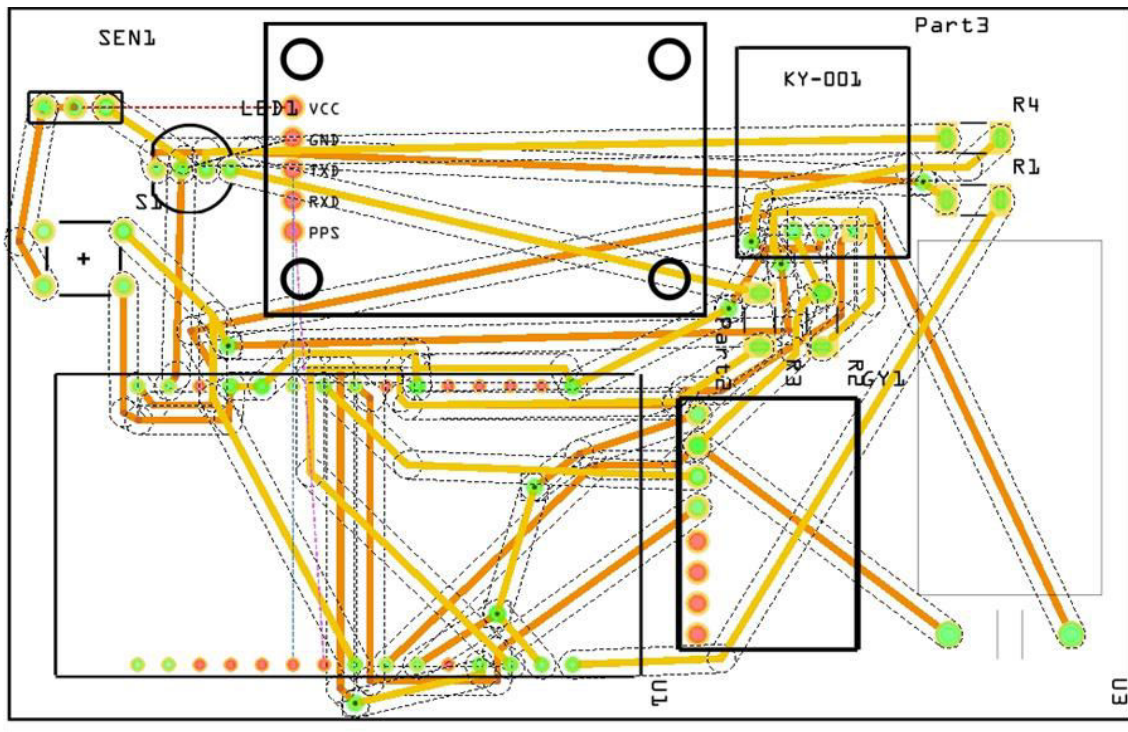 Part3
SEN1
KY-001
R4
LED1
VCC
GND
TXD
R1
S1
RXD
PPS
+
Part2
R3
R2
GY1
U1
U3